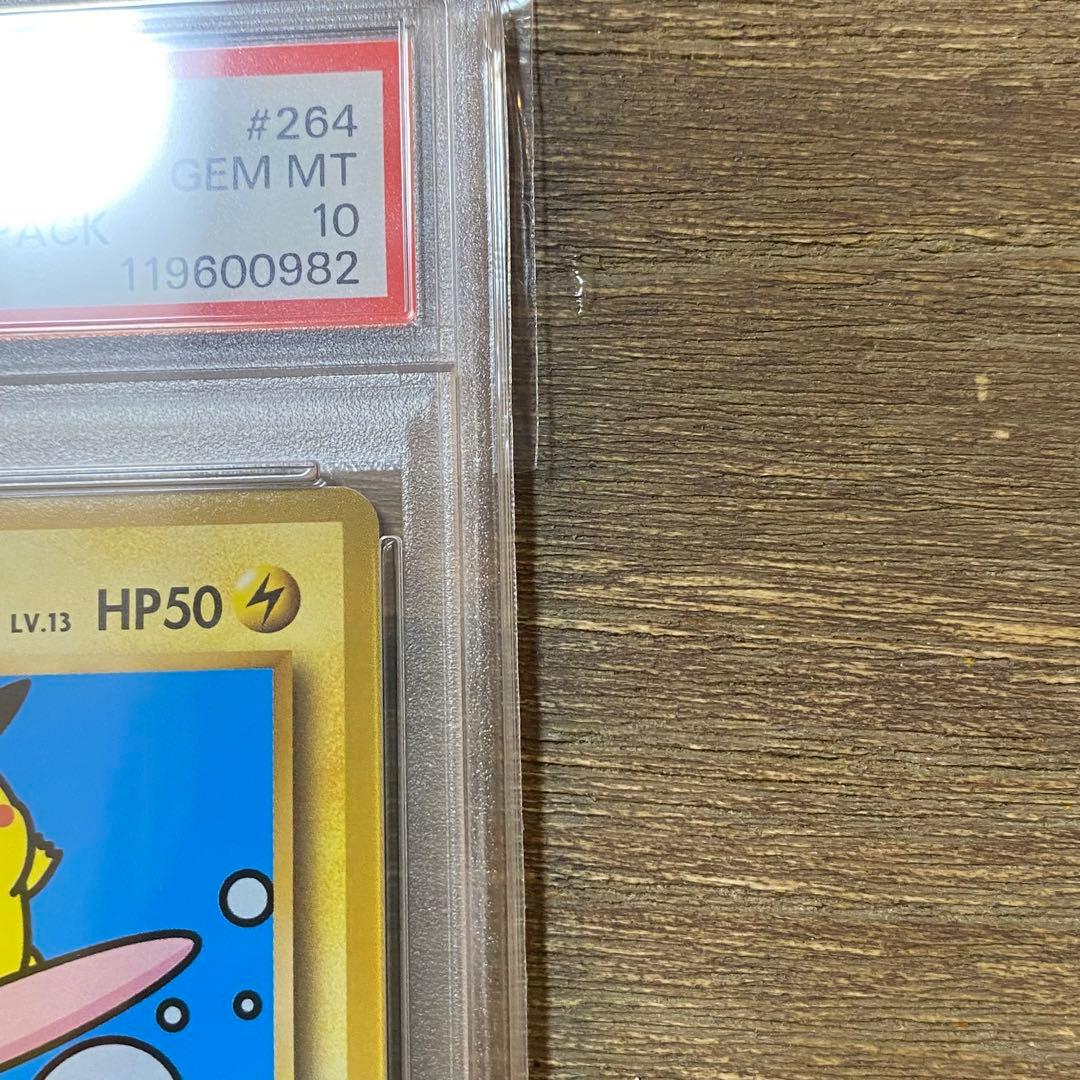 #264
GEM MT
PACK 10
119600982
LV.13 HP50